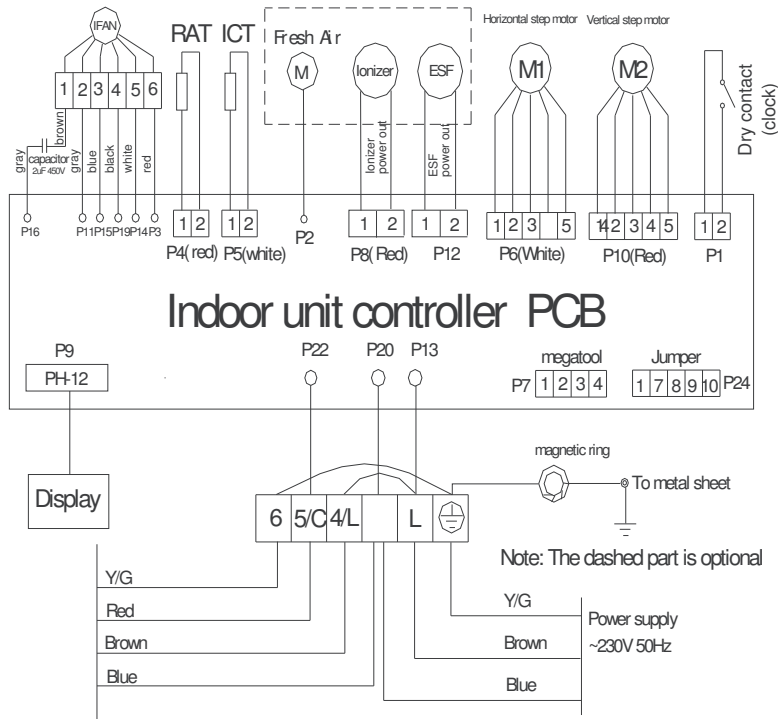 Horizontal step motor Vertical step motor
IFAN RAT ICT Fresh Air
M Ionizer ESF M1 M2
1 2 3 4 5 6
Dry contact
(clock)
gray
brown
capacitor
2uF 450V
gray
blue
black
white
red
Ionizer
power out
ESF
power out
P16 P11 P15 P19 P14 P3
1 2 1 2 P2 1 2 1 2 1 2 3 5 1 4 2 3 4 5 1 2
P4(red) P5(white) P8(Red) P12 P6(White) P10(Red) P1
Indoor unit controller PCB
P9
PH-12
P22 P20 P13
megatool Jumper
P7 1 2 3 4 1 7 8 9 10 P24
Display
magnetic ring
To metal sheet
6 5/C 4/L L
Note: The dashed part is optional
Y/G
Red
Brown
Blue
Y/G
Brown
Blue
Power supply
~230V 50Hz